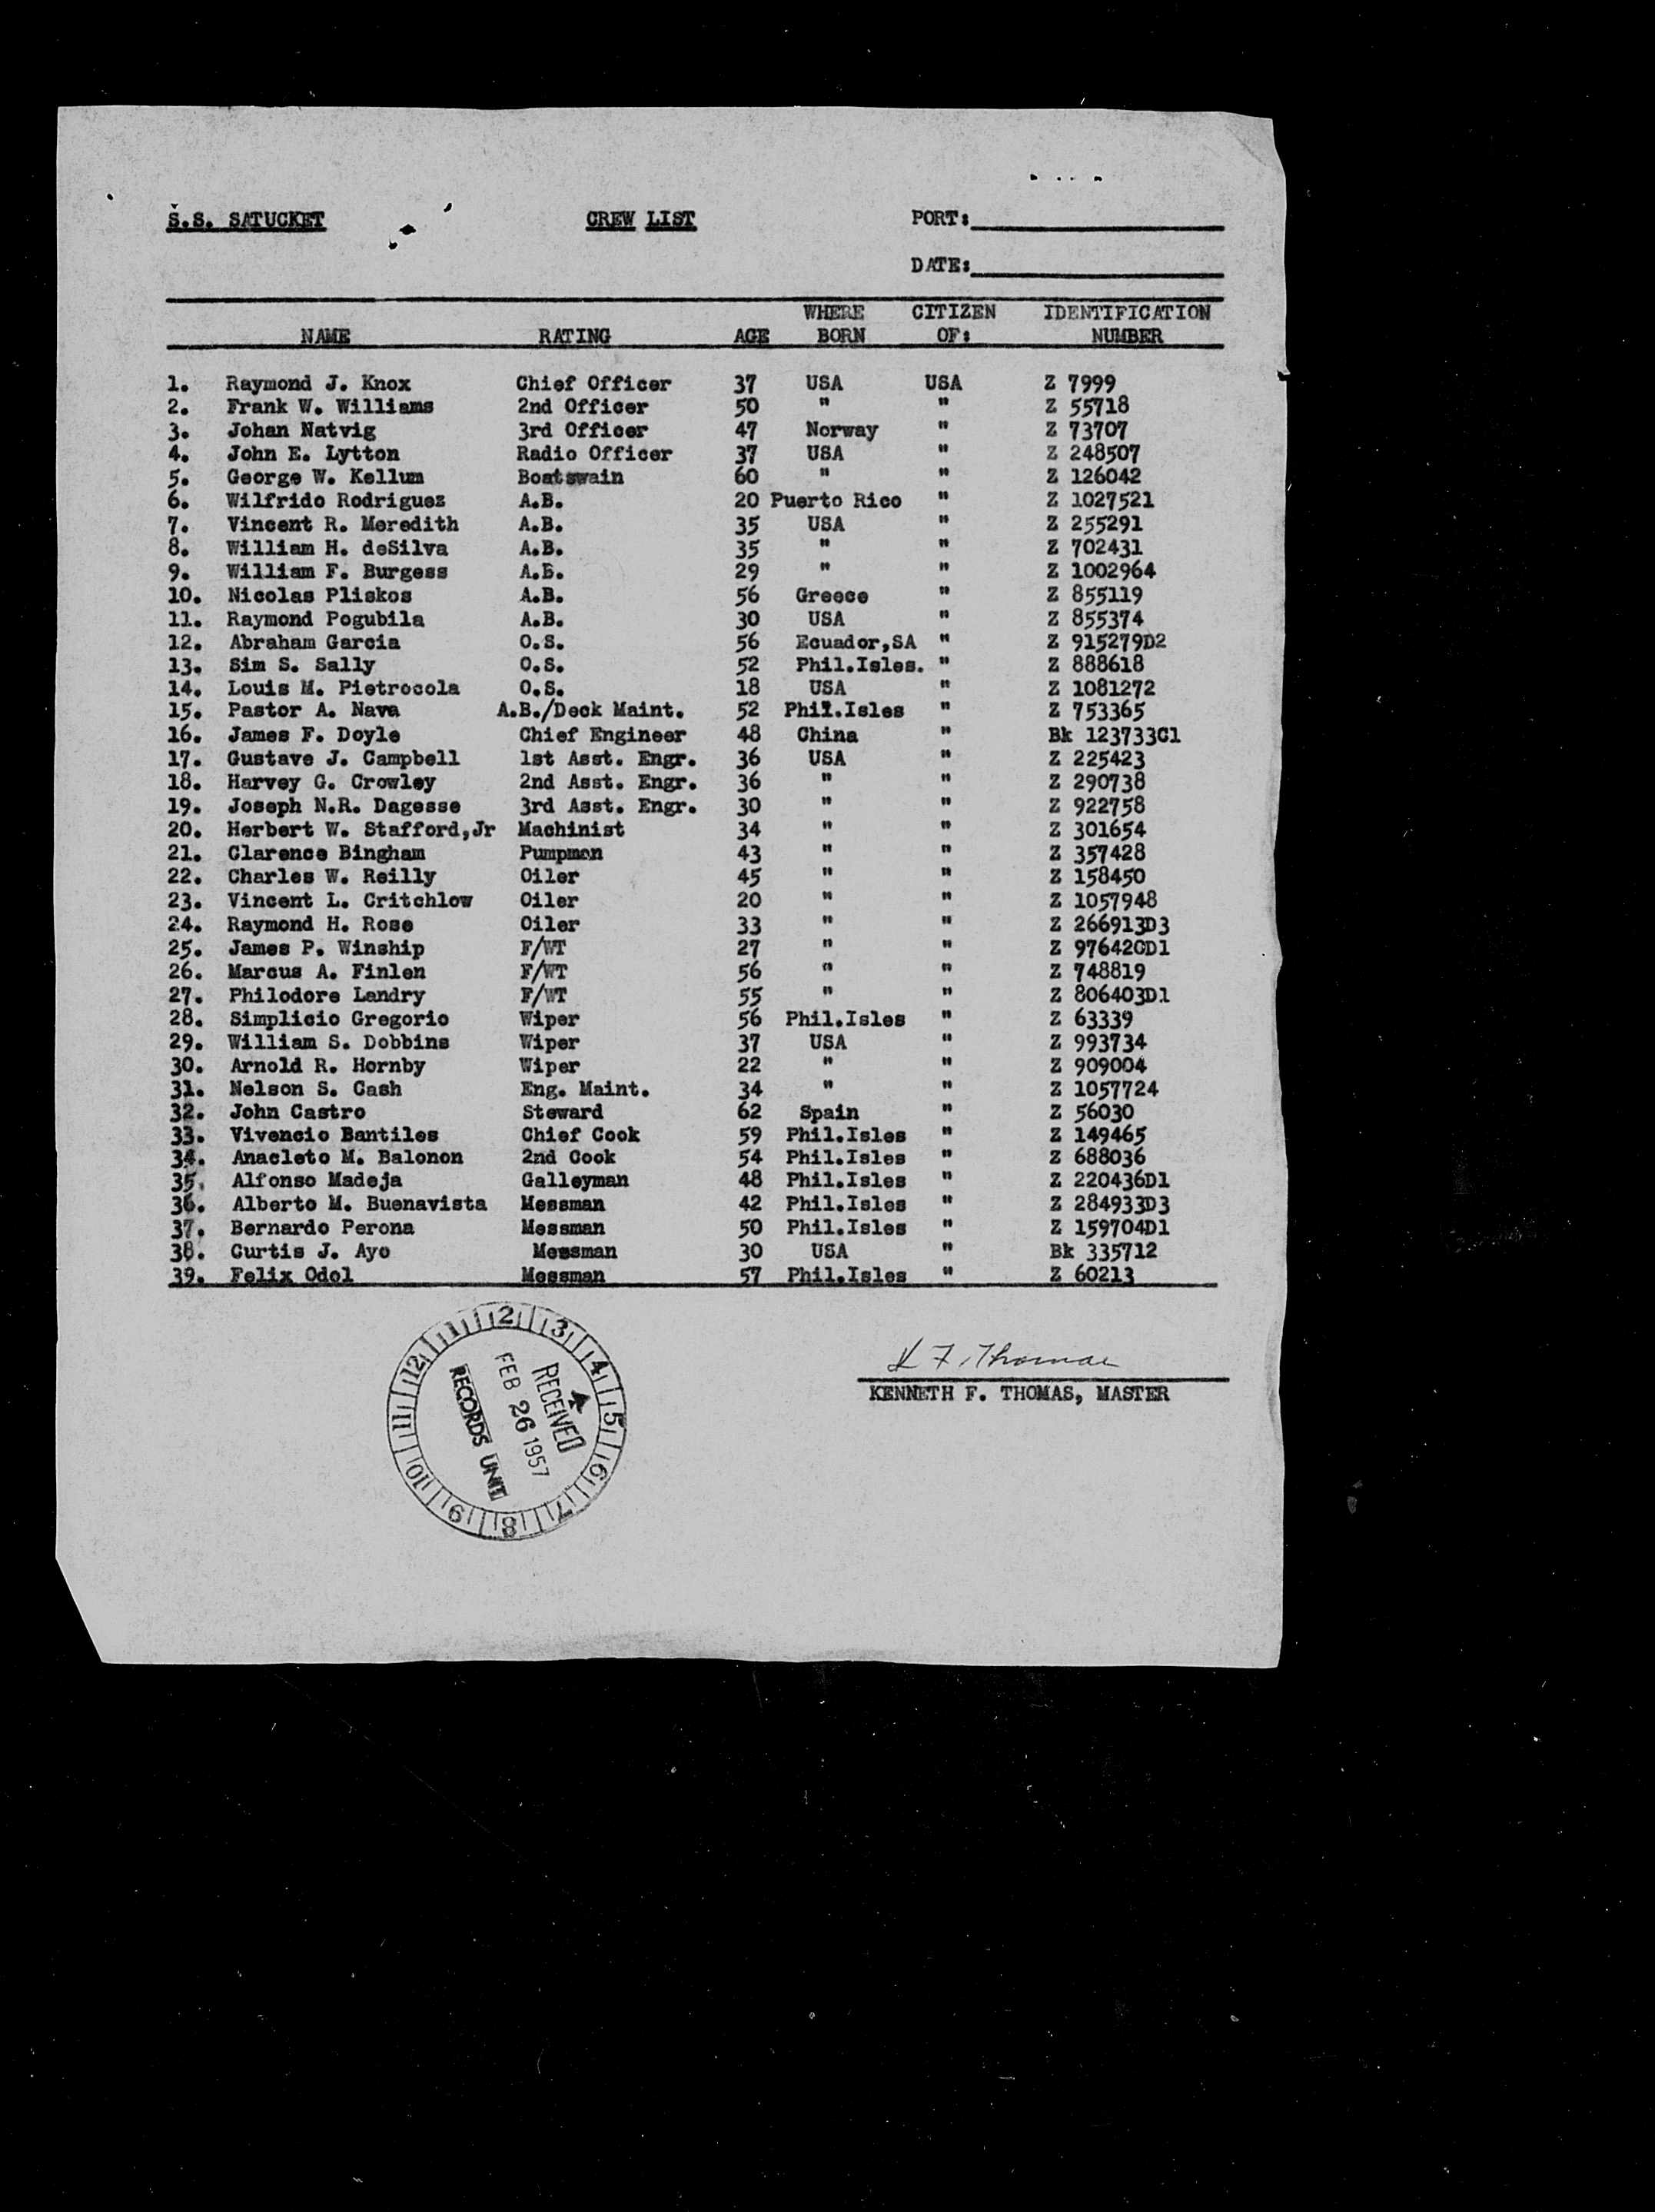 S.S. SATUCKET CREW LIST PORT:
DATE:
WHERE CITIZEN IDENTIFICATION
NAME RATING AGE BORN OF: NUMBER
1. Raymond J. Knox Chief Officer 37 USA USA Z 7999
2. Frank W. Williams 2nd Officer 50 " " Z 55718
3. Johan Natvig 3rd Officer 47 Norway " Z 73707
4. John E. Lytton Radio Officer 37 USA " Z 248507
5. George W. Kellum Boatswain 60 " " Z 126042
6. Wilfrido Rodriguez A.B. 20 Puerto Rico " Z 1027521
7. Vincent R. Meredith A.B. 35 USA " Z 255291
8. William H. deSilva A.B. 35 " " Z 702431
9. William F. Burgess A.B. 29 " " Z 1002964
10. Nicolas Pliskos A.B. 56 Greece " Z 855119
11. Raymond Pogubila A.B. 30 USA " Z 855374
12. Abraham Garcia O.S. 56 Ecuador,SA " Z 915279D2
13. Sim S. Sally O.S. 52 Phil.Isles. " Z 888618
14. Louis M. Pietrocola O.S. 18 USA " Z 1081272
15. Pastor A. Nava A.B./Deck Maint. 52 Phil.Isles " Z 753365
16. James F. Doyle Chief Engineer 48 China " Bk 123733C1
17. Gustave J. Campbell 1st Asst. Engr. 36 USA " Z 225423
18. Harvey G. Crowley 2nd Asst. Engr. 36 " " Z 290738
19. Joseph N.R. Dagesse 3rd Asst. Engr. 30 " " Z 922758
20. Herbert W. Stafford,Jr Machinist 34 " " Z 301654
21. Clarence Bingham Pumpman 43 " " Z 357428
22. Charles W. Reilly Oiler 45 " " Z 158450
23. Vincent L. Critchlow Oiler 20 " " Z 1057948
24. Raymond H. Rose Oiler 33 " " Z 266913D3
25. James P. Winship F/WT 27 " " Z 976420D1
26. Marcus A. Finlen F/WT 56 " " Z 748819
27. Philodore Landry F/WT 55 " " Z 806403D1
28. Simplicio Gregorio Wiper 56 Phil.Isles " Z 63339
29. William S. Dobbins Wiper 37 USA " Z 993734
30. Arnold R. Hornby Wiper 22 " " Z 909004
31. Nelson S. Cash Eng. Maint. 34 " " Z 1057724
32. John Castro Steward 62 Spain " Z 56030
33. Vivencio Bantiles Chief Cook 59 Phil.Isles " Z 149465
34. Anacleto M. Balonon 2nd Cook 54 Phil.Isles " Z 688036
35. Alfonso Madeja Galleyman 48 Phil.Isles " Z 220436D1
36. Alberto M. Buenavista Messman 42 Phil.Isles " Z 284933D3
37. Bernardo Perona Messman 50 Phil.Isles " Z 159704D1
38. Curtis J. Ayo Messman 30 USA " Bk 335712
39. Felix Odol Messman 57 Phil.Isles " Z 60213
K F. Thomas
KENNETH F. THOMAS, MASTER
12 1 2 3 4 5 6 7 8 9 10 11
RECEIVED
FEB 26 1957
RECORDS UNIT